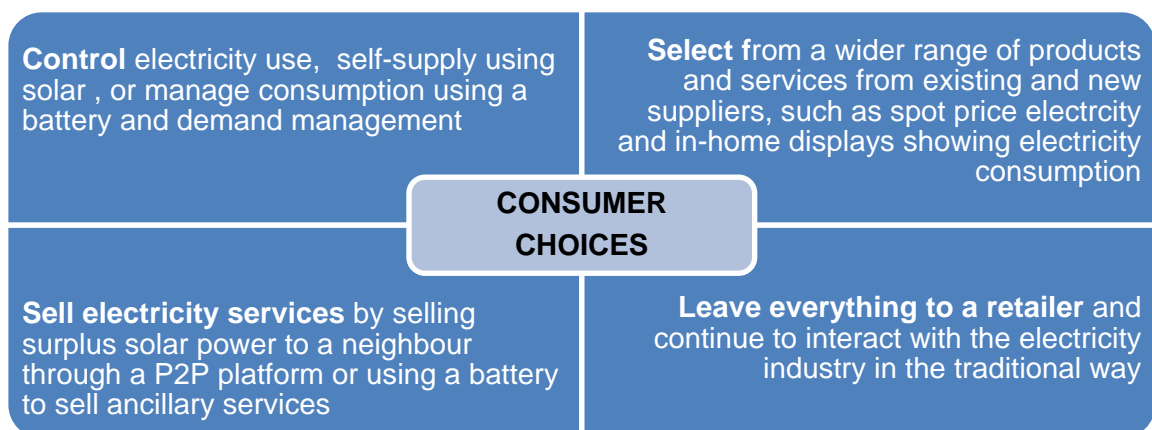 Control electricity use,  self-supply using
solar , or manage consumption using a
battery and demand management
Select from a wider range of products
and services from existing and new
suppliers, such as spot price electrcity
and in-home displays showing electricity
consumption
CONSUMER
CHOICES
Sell electricity services by selling
surplus solar power to a neighbour
through a P2P platform or using a battery
to sell ancillary services
Leave everything to a retailer and
continue to interact with the electricity
industry in the traditional way